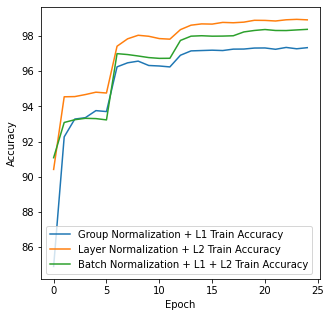 98
96
94
92
90
88
86
Accuracy
Group Normalization + L1 Train Accuracy
Layer Normalization + L2 Train Accuracy
Batch Normalization + L1 + L2 Train Accuracy
0 5 10 15 20 25
Epoch